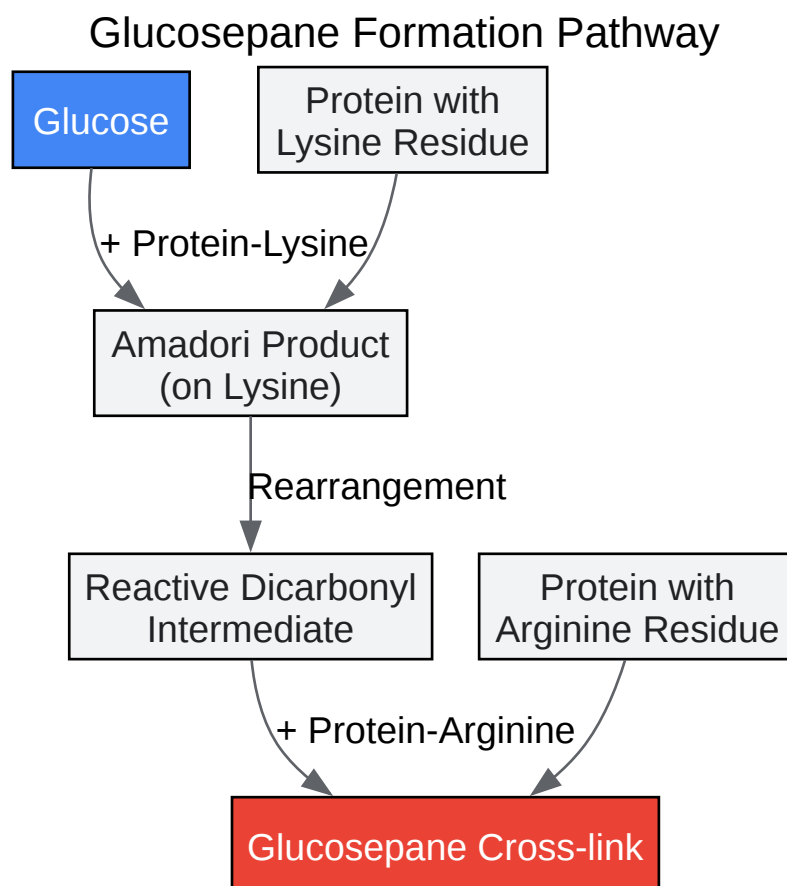 Glucosepane Formation Pathway
Glucose
Protein with
Lysine Residue
+ Protein-Lysine
Amadori Product
(on Lysine)
Rearrangement
Reactive Dicarbonyl
Intermediate
Protein with
Arginine Residue
+ Protein-Arginine
Glucosepane Cross-link